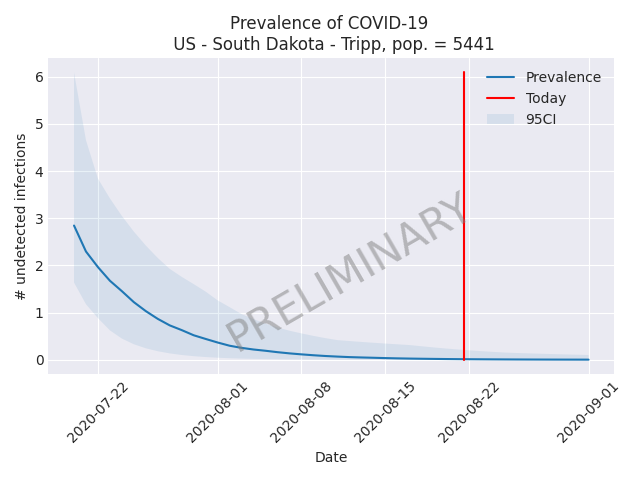 Prevalence of COVID-19
US - South Dakota - Tripp, pop. = 5441
# undetected infections
6
5
4
3
2
1
0
Prevalence
Today
95CI
PRELIMINARY
2020-07-22
2020-08-01
2020-08-08
2020-08-15
2020-08-22
2020-09-01
Date